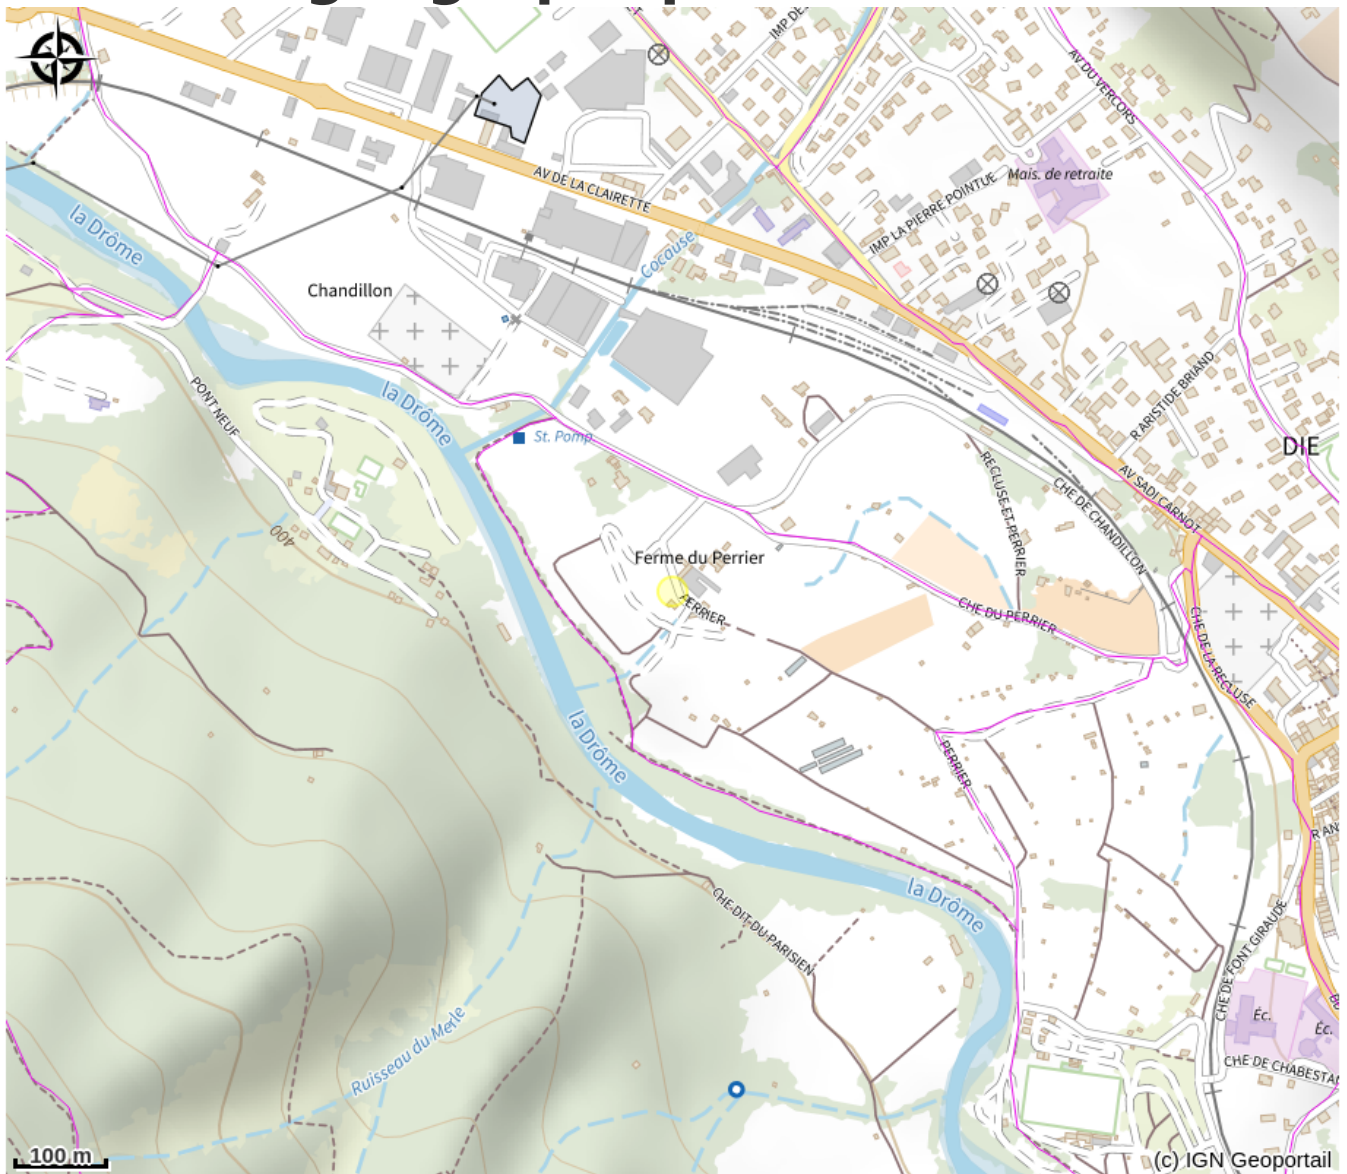 IMP DE
AV DU VERCORS
Mais. de retraite
AV DE LA CLAIRETTE
IMP LA PIERRE POINTUE
la Drôme
Cocause
Chandillon
R ARISTIDE BRIAND
PONT NEUF
la Drôme
St. Pomp
DIE
RECLUSE ET PERRIER
AV SADI CARNOT
CHE DE CHANDILLON
400
Ferme du Perrier
PERRIER
CHE DU PERRIER
CHE DE LA RECLUSE
la Drôme
PERRIER
R AN
la Drôme
CHE DIT DU PARISIEN
CHE DE FONT GIRAUDE
Ruisseau du Merle
Éc.
Éc.
CHE DE CHABESTA
100 m
(c) IGN Geoportail